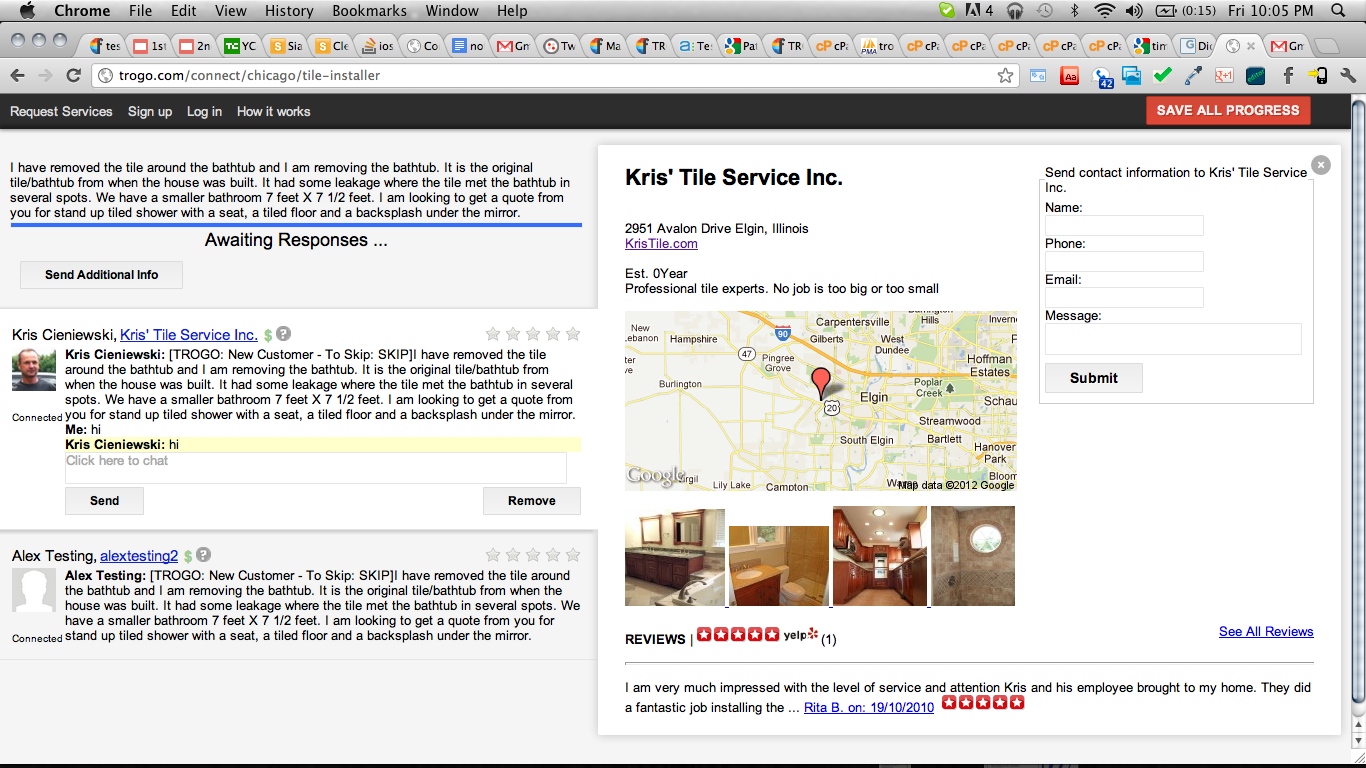 Chrome File Edit View History Bookmarks Window Help
4 (0:15) Fri 10:05 PM
tes 1st 2n YC Sia Cle ios Co no Gm Tw Ma TR Te: Pat TR cPa tro cPa cPa cPa cPa cPa tim Dic Gm
trogo.com/connect/chicago/tile-installer
42
Request Services Sign up Log in How it works
SAVE ALL PROGRESS
I have removed the tile around the bathtub and I am removing the bathtub. It is the original
tile/bathtub from when the house was built. It had some leakage where the tile met the bathtub in
several spots. We have a smaller bathroom 7 feet X 7 1/2 feet. I am looking to get a quote from
you for stand up tiled shower with a seat, a tiled floor and a backsplash under the mirror.
Awaiting Responses ...
Send Additional Info
Kris Cieniewski, Kris' Tile Service Inc. $ ?
Kris Cieniewski: [TROGO: New Customer - To Skip: SKIP]I have removed the tile
around the bathtub and I am removing the bathtub. It is the original tile/bathtub from
when the house was built. It had some leakage where the tile met the bathtub in several
spots. We have a smaller bathroom 7 feet X 7 1/2 feet. I am looking to get a quote from
you for stand up tiled shower with a seat, a tiled floor and a backsplash under the mirror.
Connected
Me: hi
Kris Cieniewski: hi
Click here to chat
Send
Remove
Alex Testing, alextesting2 $ ?
Alex Testing: [TROGO: New Customer - To Skip: SKIP]I have removed the tile around
the bathtub and I am removing the bathtub. It is the original tile/bathtub from when the
house was built. It had some leakage where the tile met the bathtub in several spots. We
have a smaller bathroom 7 feet X 7 1/2 feet. I am looking to get a quote from you for
stand up tiled shower with a seat, a tiled floor and a backsplash under the mirror.
Connected
Kris' Tile Service Inc.
2951 Avalon Drive Elgin, Illinois
KrisTile.com
Est. 0Year
Professional tile experts. No job is too big or too small
New
Lebanon
Hampshire
90
Carpentersville
Gilberts
West
Dundee
Barrington
Hills
Inverne
47
Pingree
Grove
Hoffman
Estates
Burlington
Poplar
Creek
Elgin
20
Streamwood
South Elgin
Bartlett
Hanover
Park
Google
Virgil
Lily Lake
Campton
Map data ©2012 Google
REVIEWS | yelp (1)
See All Reviews
I am very much impressed with the level of service and attention Kris and his employee brought to my home. They did
a fantastic job installing the ... Rita B. on: 19/10/2010
Send contact information to Kris' Tile Service
Inc.
Name:
Phone:
Email:
Message:
Submit